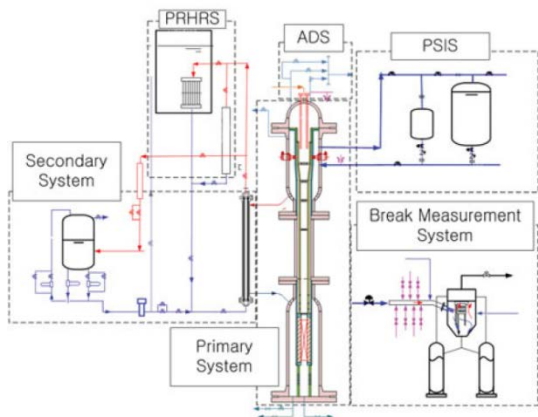 PRHRS
ADS
PSIS
Secondary
System
Break Measurement
System
Primary
System